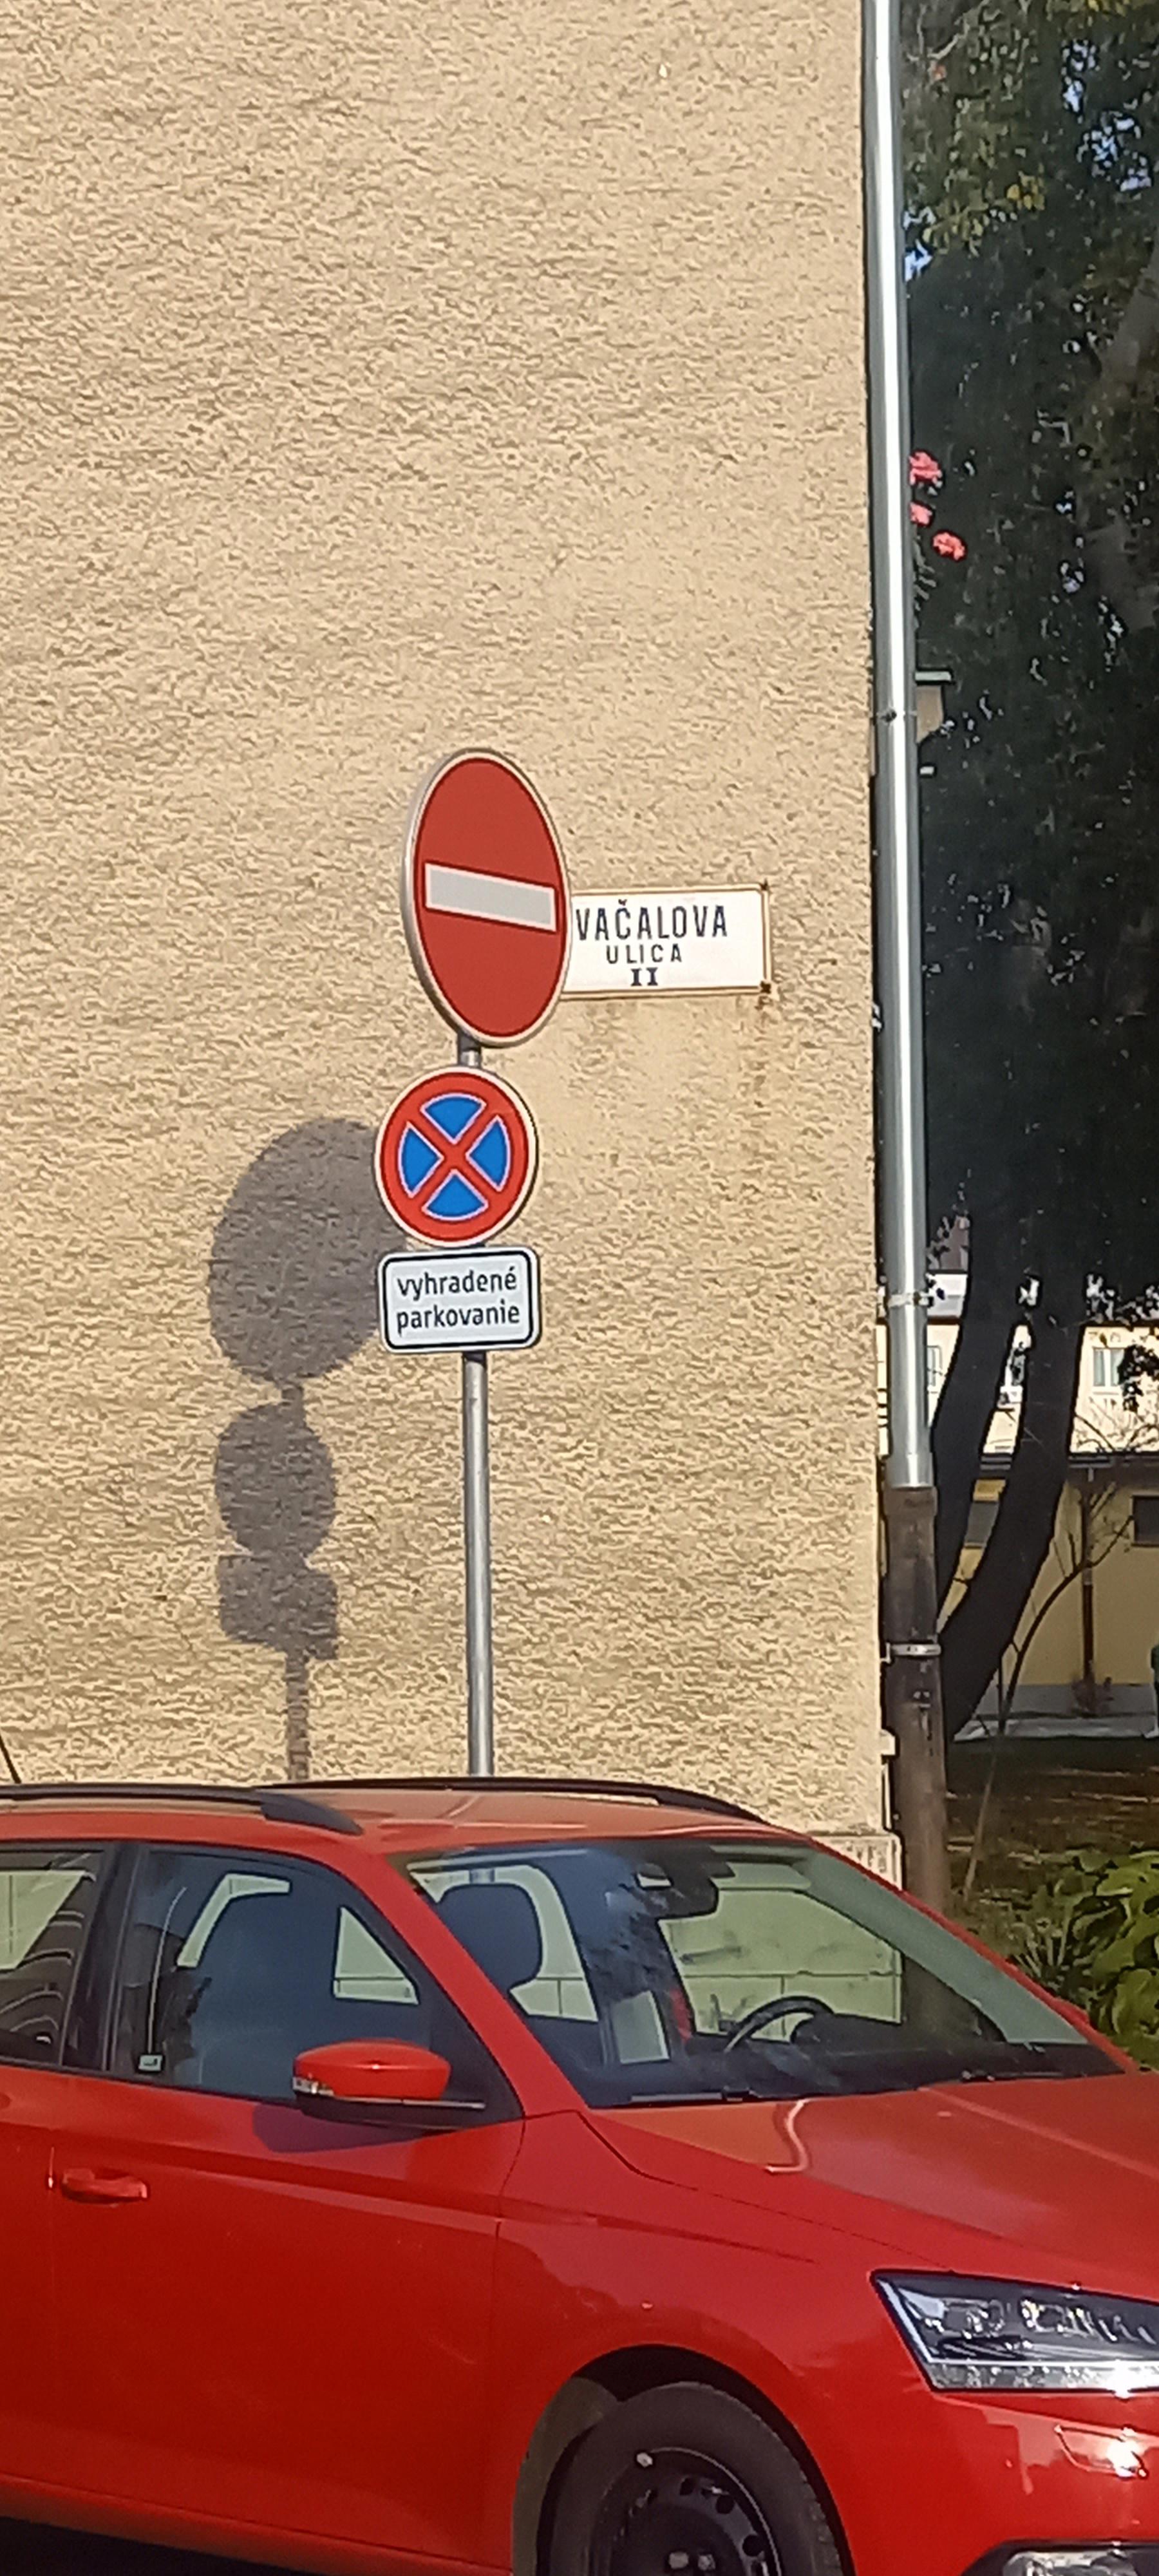 VAČALOVA
ULICA
II
vyhradené
parkovanie